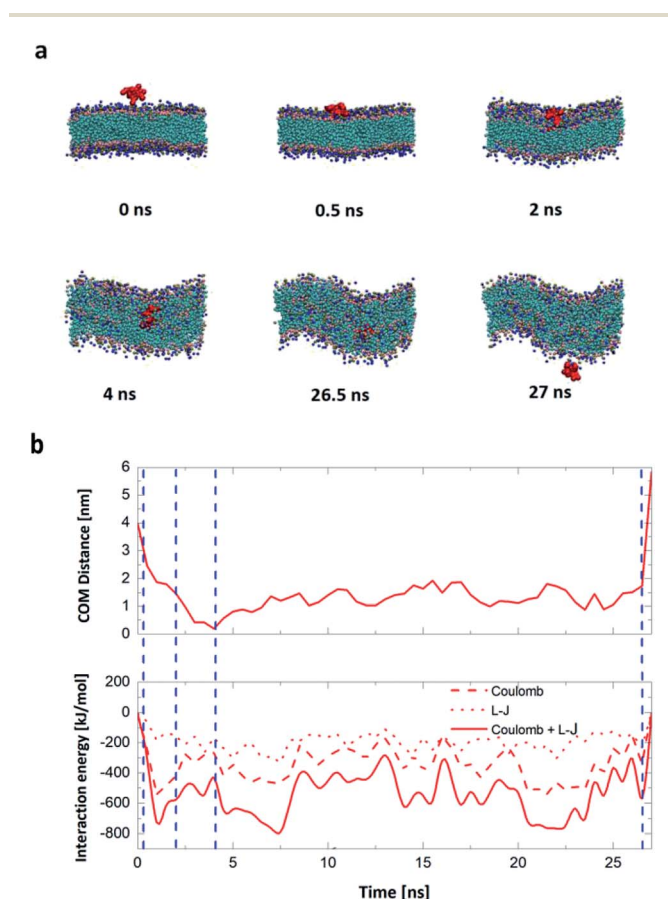 a
0 ns 0.5 ns 2 ns
4 ns 26.5 ns 27 ns
b
6
5
4
3
2
1
0
COM Distance [nm]
200
0
-200
-400
-600
-800
Interaction energy [kJ/mol]
Coulomb
L-J
Coulomb + L-J
0 5 10 15 20 25
Time [ns]